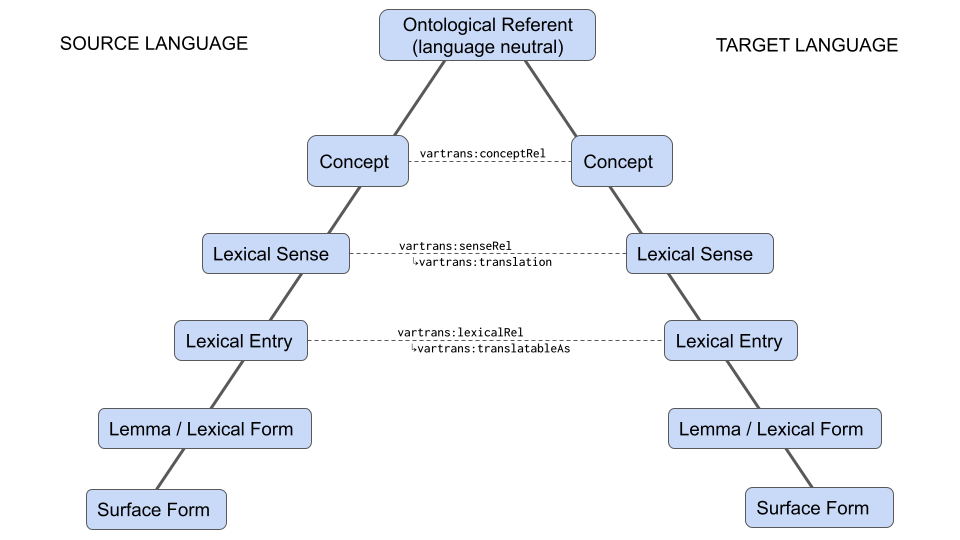 SOURCE LANGUAGE
Ontological Referent
(language neutral)
TARGET LANGUAGE
Concept
vartrans:conceptRel
Concept
Lexical Sense
vartrans:senseRel
↳vartrans:translation
Lexical Sense
Lexical Entry
vartrans:lexicalRel
↳vartrans:translatableAs
Lexical Entry
Lemma / Lexical Form
Lemma / Lexical Form
Surface Form
Surface Form